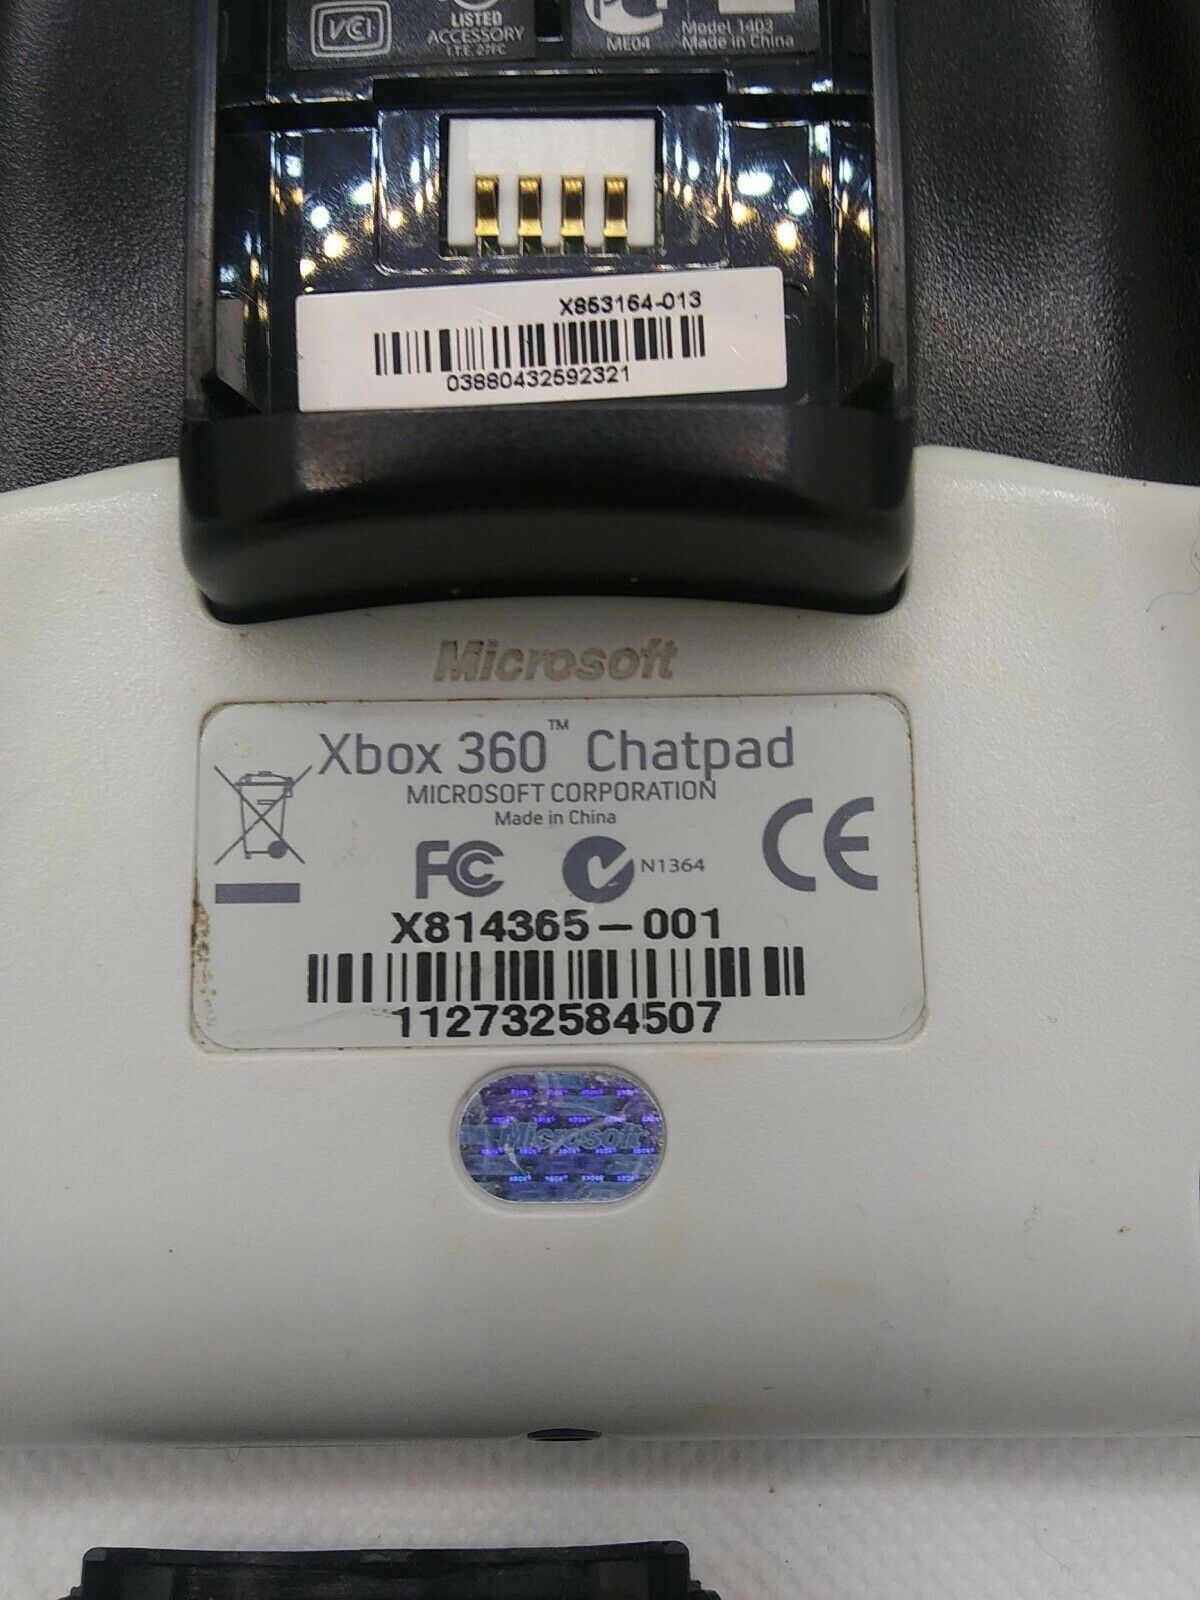 VCCI
LISTED
ACCESSORY
I.T.E. 27FC
ME04
Model 1403
Made in China
X853164-013
03880432592321
Microsoft
Xbox 360™ Chatpad
MICROSOFT CORPORATION
Made in China
FC
N1364
CE
X814365-001
112732584507
Microsoft